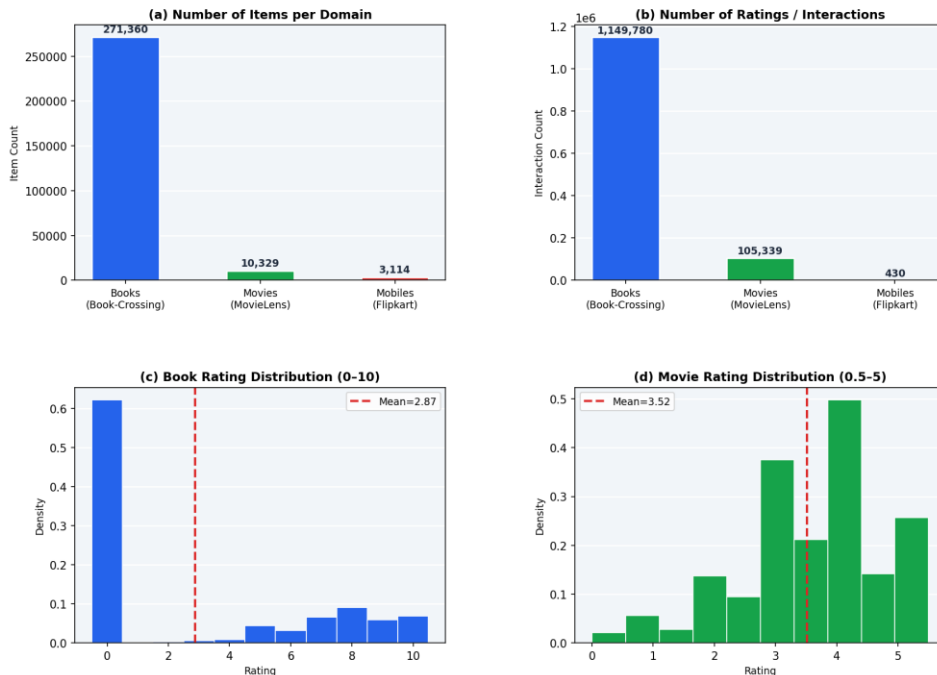 (a) Number of Items per Domain
271,360
250000
200000
150000
100000
50000
0
Item Count
10,329
3,114
Books
(Book-Crossing)
Movies
(MovieLens)
Mobiles
(Flipkart)
(b) Number of Ratings / Interactions
1e6
1,149,780
1.2
1.0
0.8
0.6
0.4
0.2
0.0
Interaction Count
105,339
430
Books
(Book-Crossing)
Movies
(MovieLens)
Mobiles
(Flipkart)
(c) Book Rating Distribution (0–10)
Mean=2.87
0.6
0.5
0.4
0.3
0.2
0.1
0.0
Density
0 2 4 6 8 10
Rating
(d) Movie Rating Distribution (0.5–5)
Mean=3.52
0.5
0.4
0.3
0.2
0.1
0.0
Density
0 1 2 3 4 5
Rating